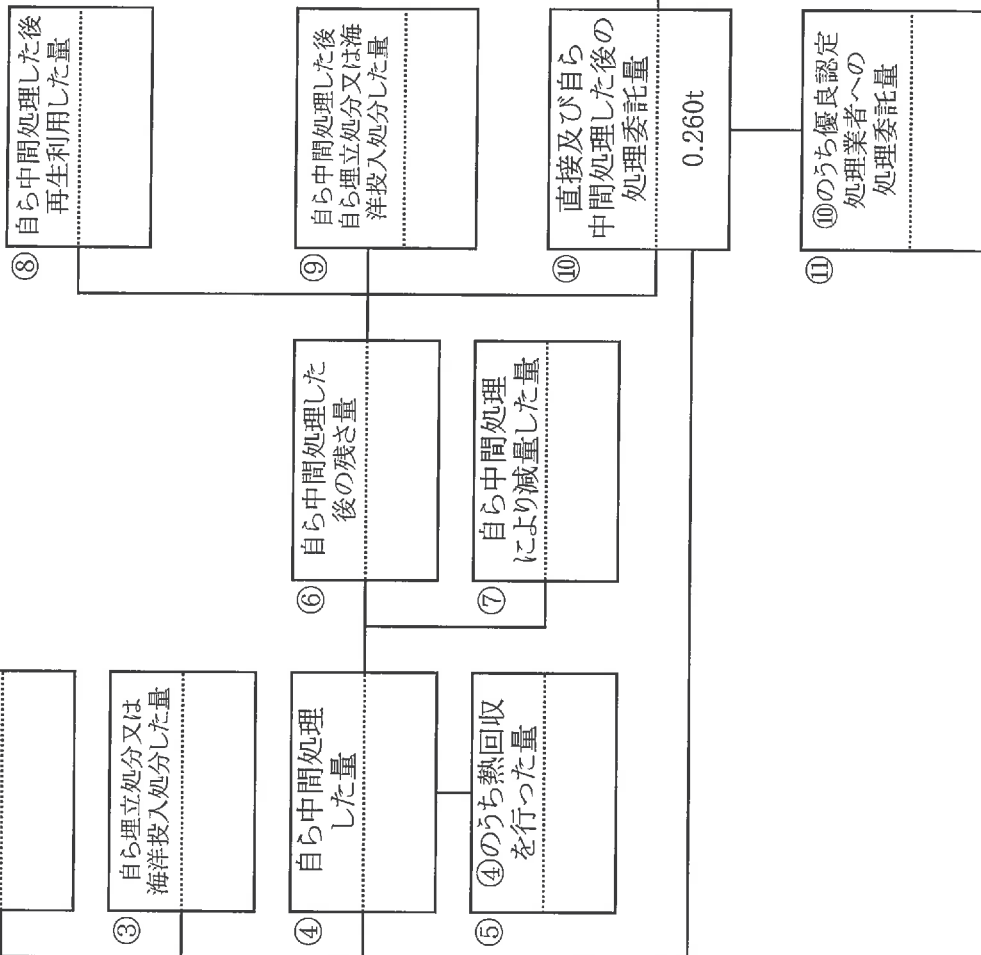 ③
自ら埋立処分又は
海洋投入処分した量
④
自ら中間処理
した量
⑤
④のうち熱回収
を行った量
⑥
自ら中間処理した
後の残さ量
⑦
自ら中間処理
により減量した量
⑧
自ら中間処理した後
再生利用した量
⑨
自ら中間処理した後
自ら埋立処分又は海
洋投入処分した量
⑩
直接及び自ら
中間処理した後の
処理委託量
0.260t
⑪
⑩のうち優良認定
処理業者への
処理委託量